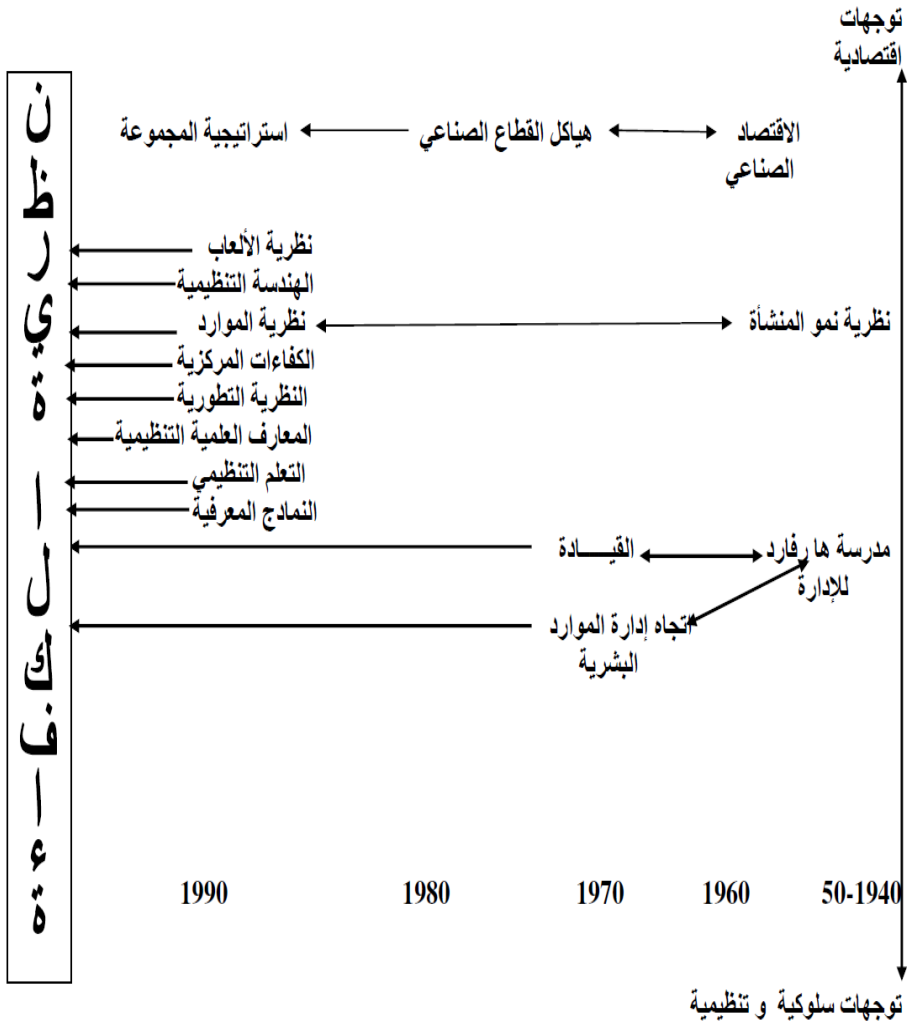 توجهات
اقتصادية
الاقتصاد
الصناعي
هياكل القطاع الصناعي
استراتيجية المجموعة
نظرية الألعاب
الهندسة التنظيمية
نظرية نمو المنشأة
نظرية الموارد
الكفاءات المركزية
النظرية التطورية
المعارف العلمية التنظيمية
التعلم التنظيمي
النمادج المعرفية
مدرسة ها رفارد
للإدارة
القيـــــادة
اتجاه إدارة الموارد
البشرية
ن ظ ر ي ة ا ل ك ف ا ء ة
50-1940
1960
1970
1980
1990
توجهات سلوكية و تنظيمية